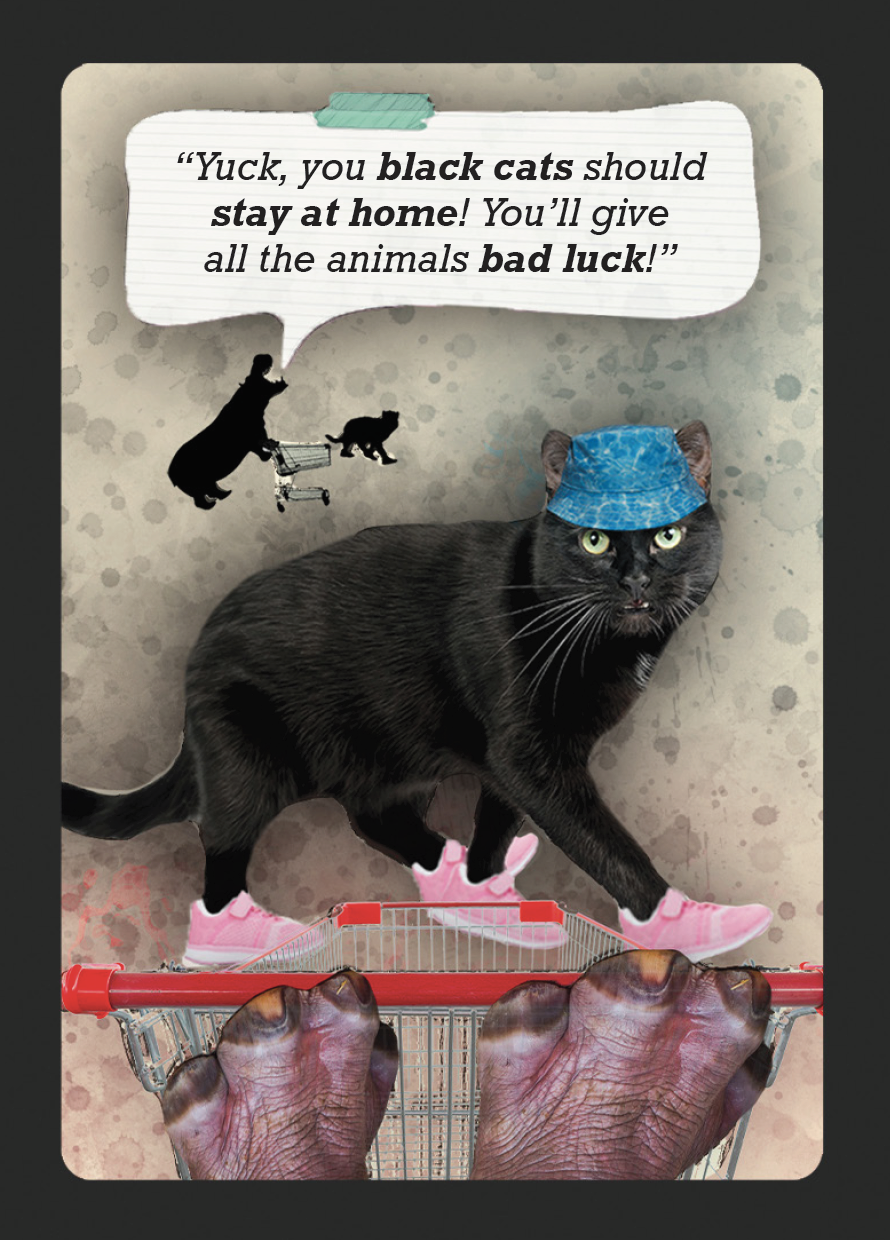 “Yuck, you black cats should
stay at home! You’ll give
all the animals bad luck!”